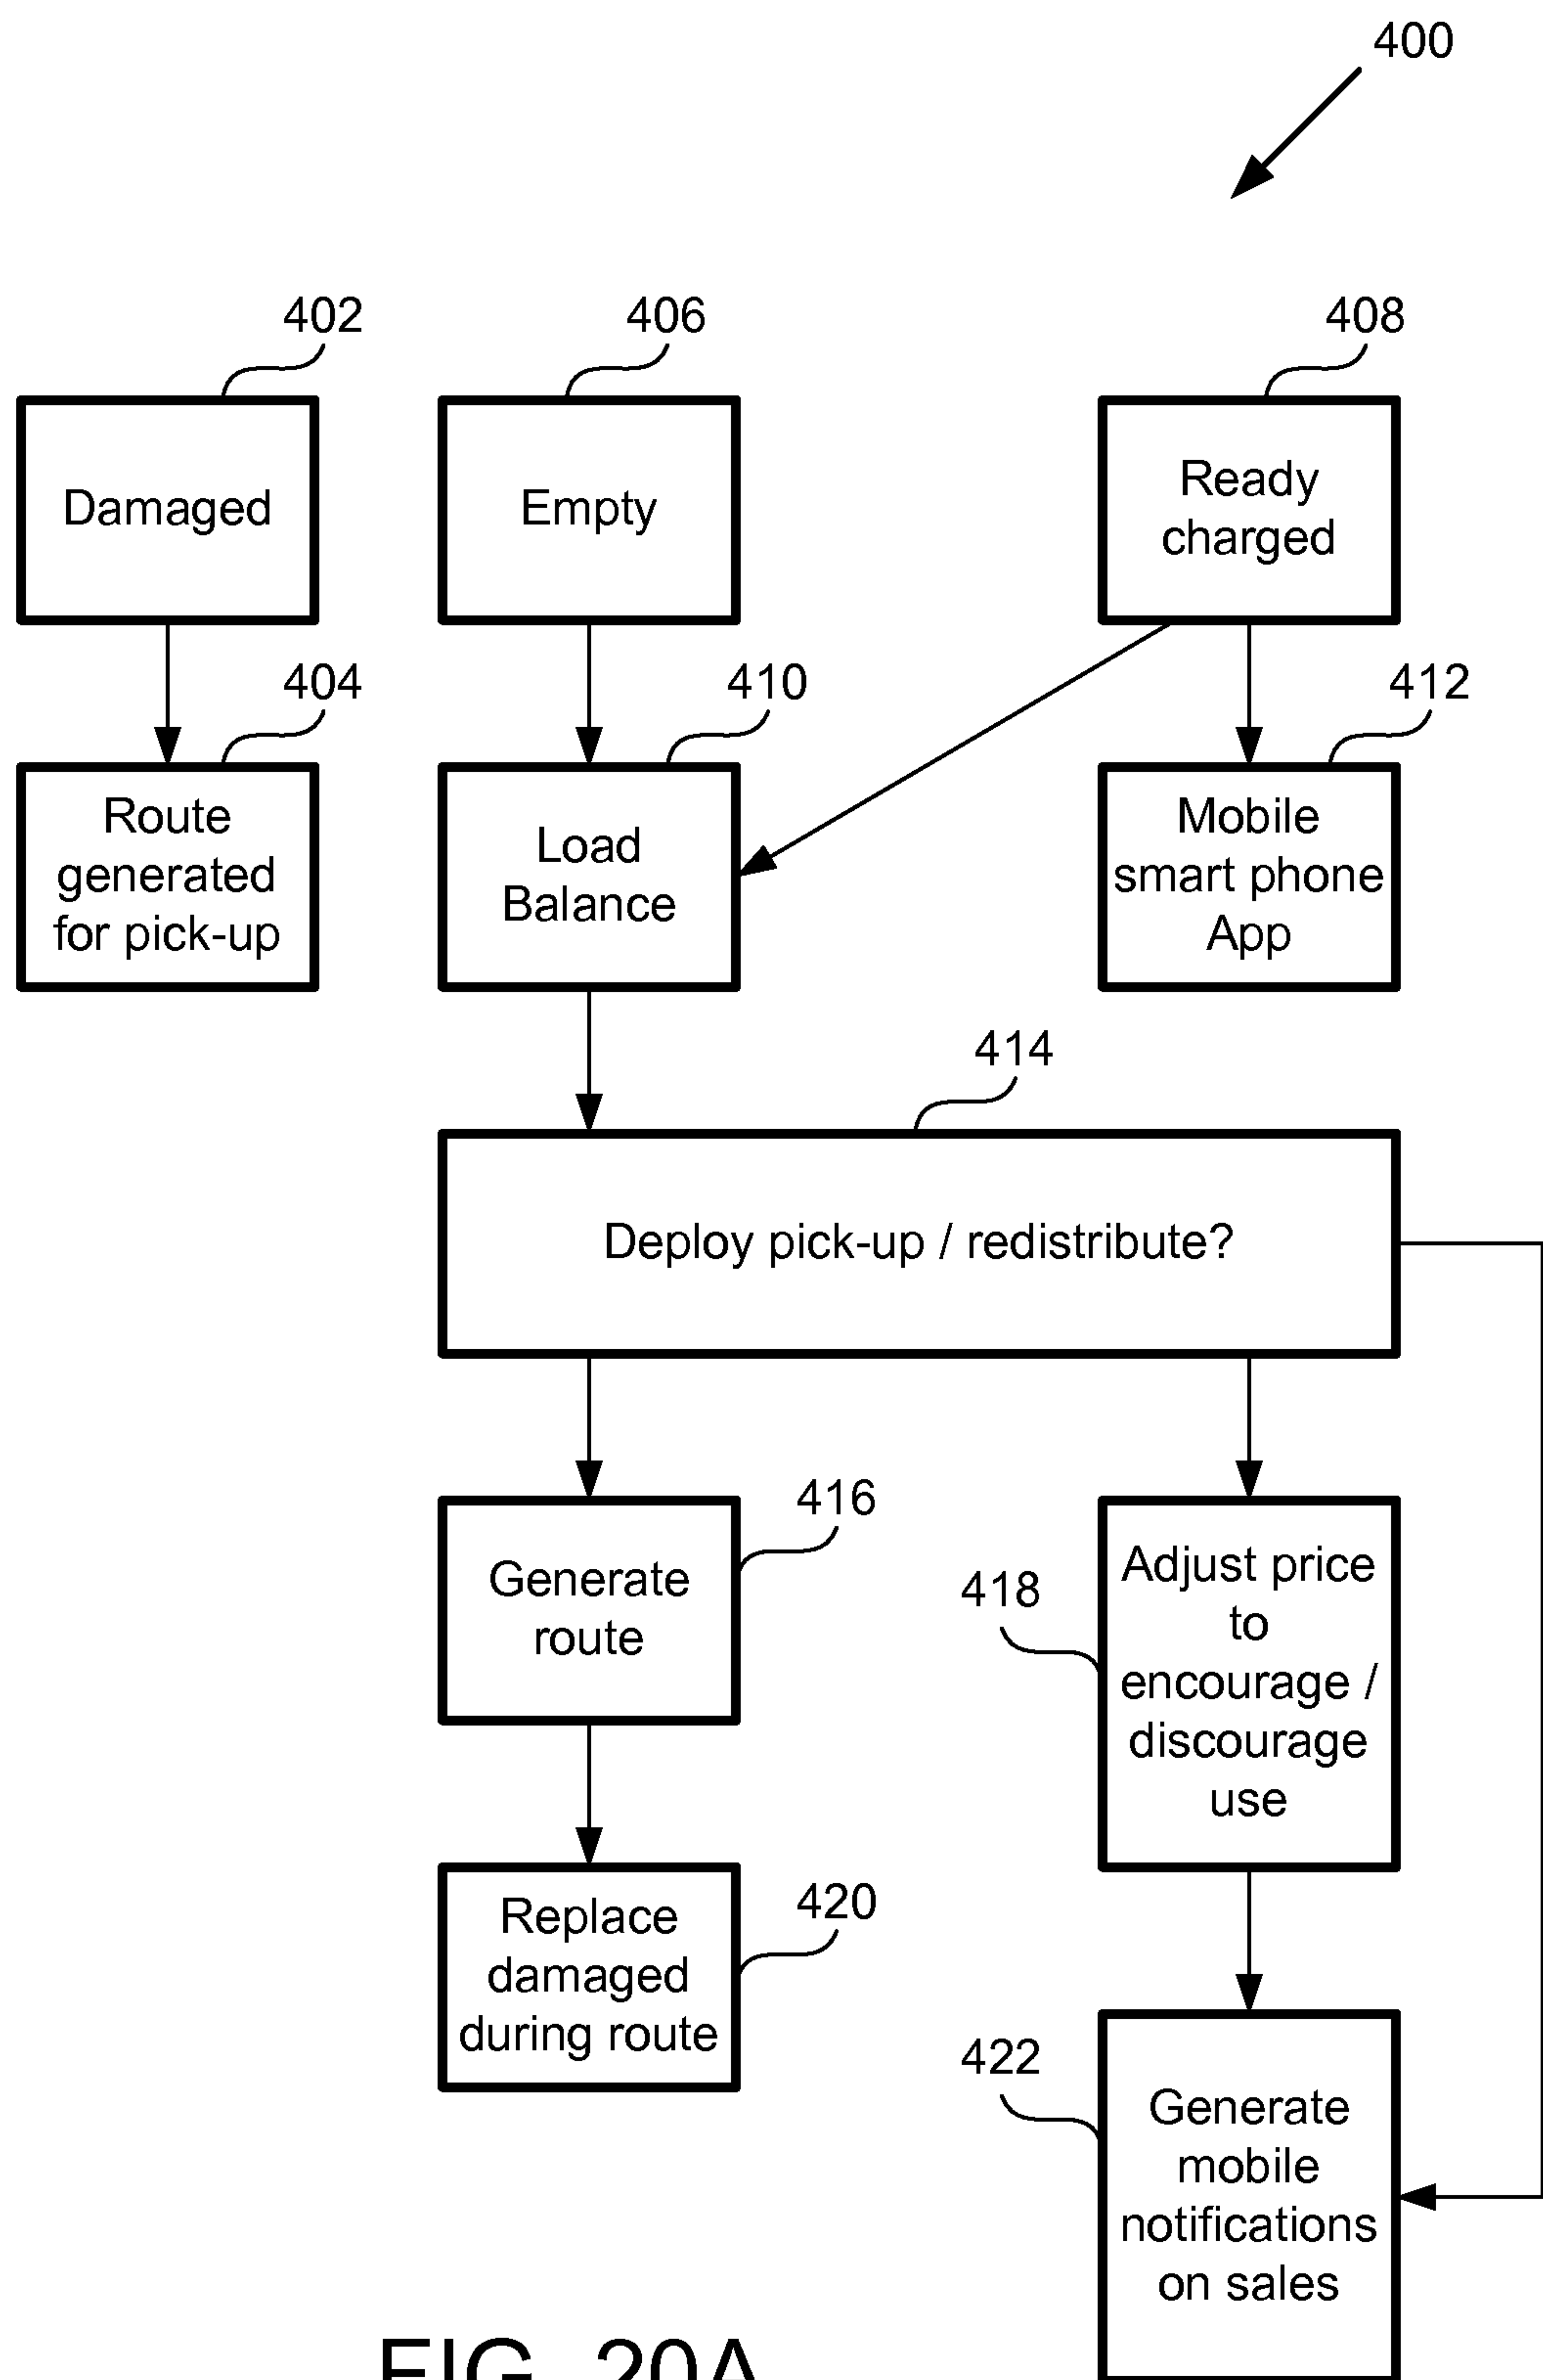 400
402
406
408
Damaged
Empty
Ready
charged
404
410
412
Route
generated
for pick-up
Load
Balance
Mobile
smart phone
App
414
Deploy pick-up / redistribute?
416
Generate
route
418
Adjust price
to
encourage /
discourage
use
420
Replace
damaged
during route
422
Generate
mobile
notifications
on sales
FIG. 20A